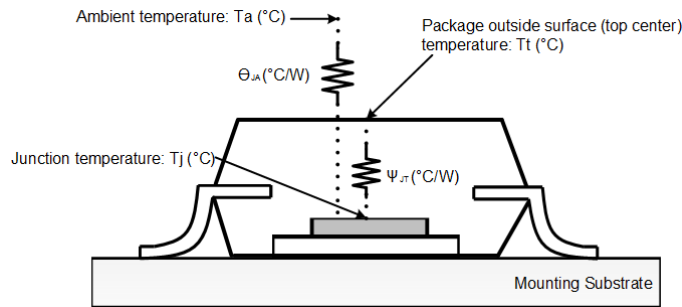 Ambient temperature: Ta (°C)
Package outside surface (top center)
temperature: Tt (°C)
ΘJA(°C/W)
Junction temperature: Tj (°C)
ΨJT(°C/W)
Mounting Substrate